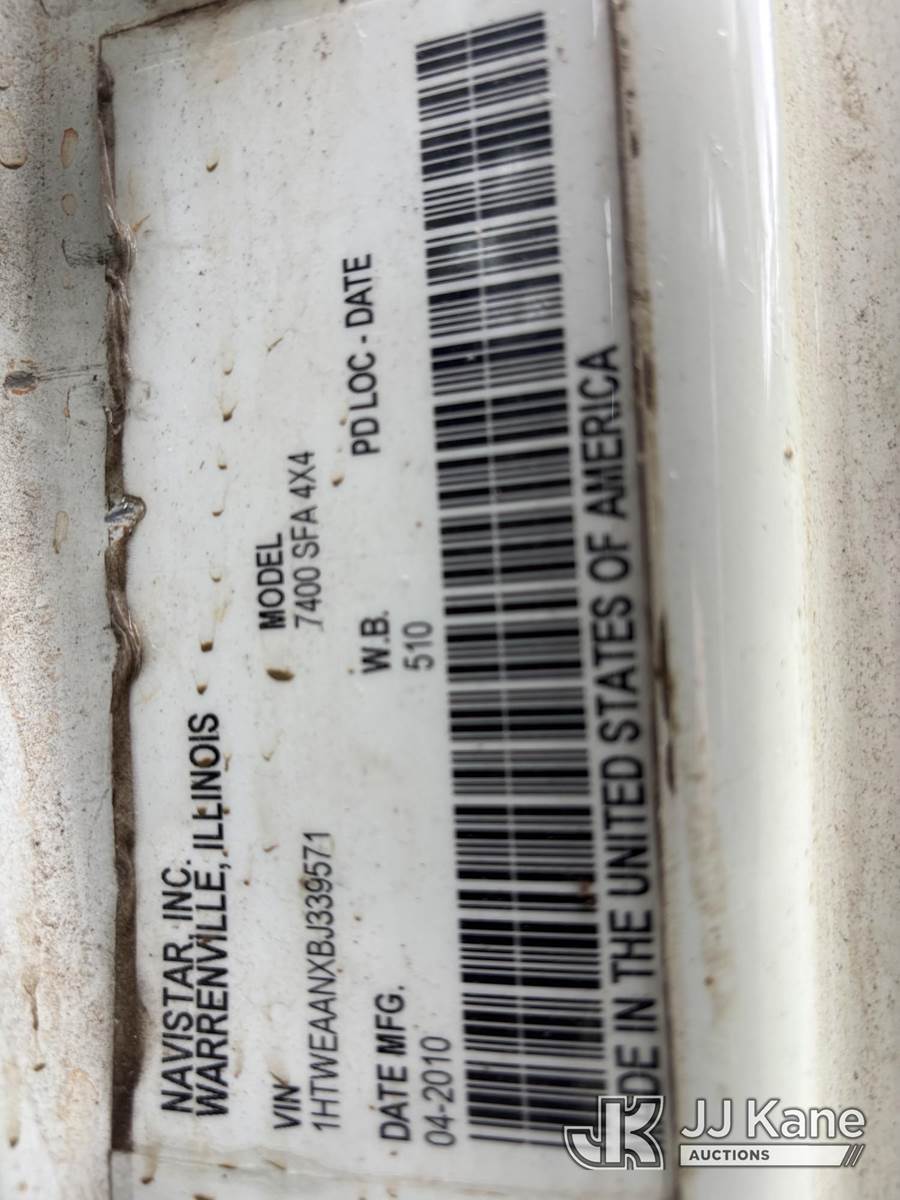 NAVISTAR, INC.
WARRENVILLE, ILLINOIS
VIN
1HTWEAANXBJ339571
MODEL
7400 SFA 4X4
DATE MFG.
04-2010
W.B.
510
PD LOC - DATE
IN THE UNITED STATES OF AMERICA
JK JJ Kane
AUCTIONS